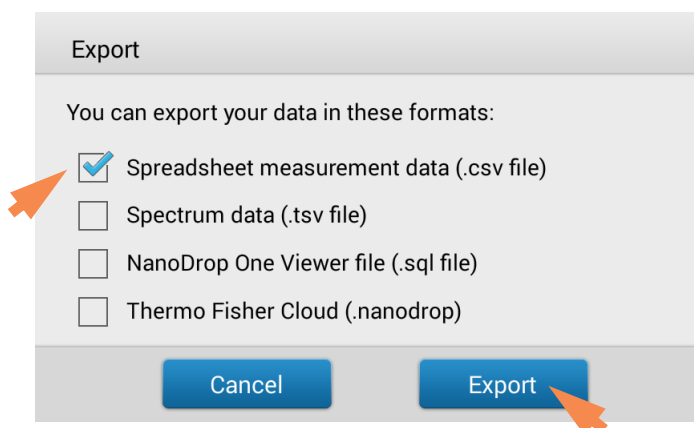 Export
You can export your data in these formats:
Spreadsheet measurement data (.csv file)
Spectrum data (.tsv file)
NanoDrop One Viewer file (.sql file)
Thermo Fisher Cloud (.nanodrop)
Cancel
Export